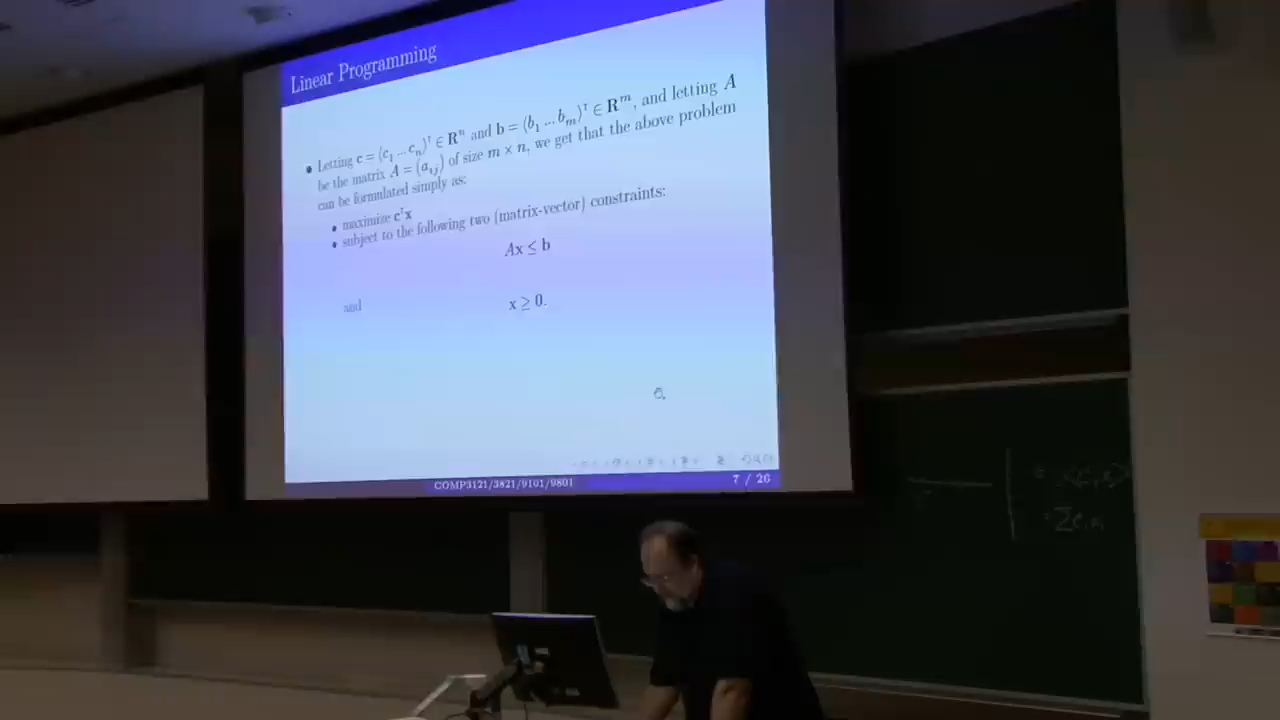 Linear Programming
• Letting c = (c₁ ... cₙ)ᵀ ∈ Rⁿ and b = (b₁ ... bₘ)ᵀ ∈ Rᵐ, and letting A
be the matrix A = (aᵢⱼ) of size m × n, we get that the above problem
can be formulated simply as:
• maximize cᵀx
• subject to the following two (matrix-vector) constraints:
Ax ≤ b
and x ≥ 0.
COMP3121/3821/9101/9801 7 / 26